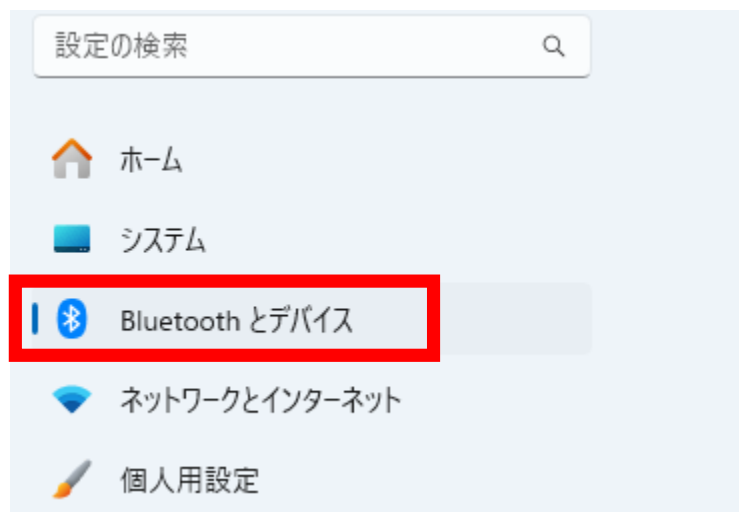 設定の検索
ホーム
システム
Bluetooth とデバイス
ネットワークとインターネット
個人用設定